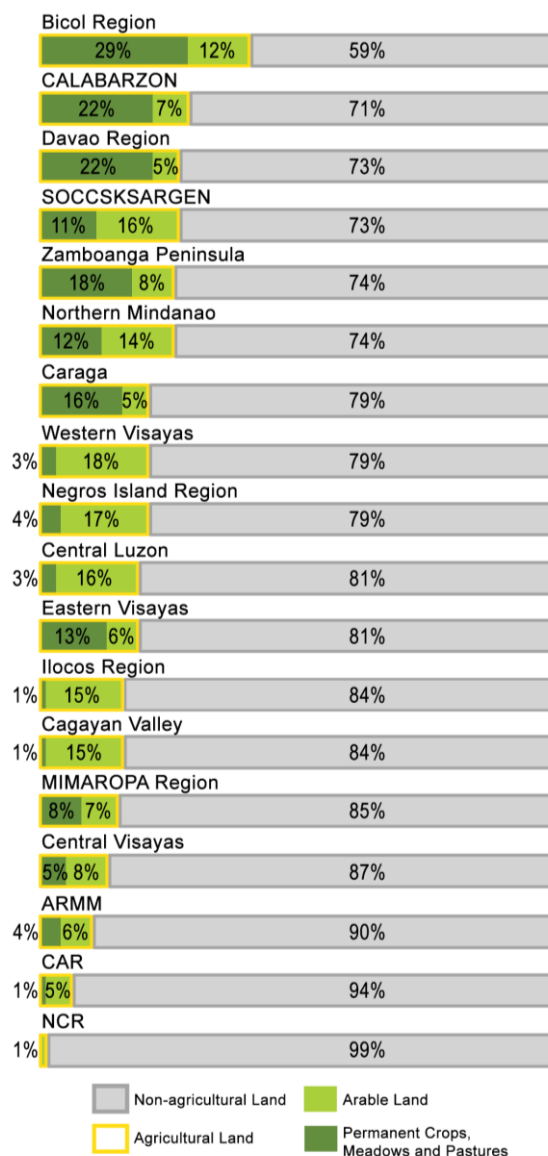 Bicol Region
29% 12% 59%
CALABARZON
22% 7% 71%
Davao Region
22% 5% 73%
SOCCSKSARGEN
11% 16% 73%
Zamboanga Peninsula
18% 8% 74%
Northern Mindanao
12% 14% 74%
Caraga
16% 5% 79%
Western Visayas
3% 18% 79%
Negros Island Region
4% 17% 79%
Central Luzon
3% 16% 81%
Eastern Visayas
13% 6% 81%
Ilocos Region
1% 15% 84%
Cagayan Valley
1% 15% 84%
MIMAROPA Region
8% 7% 85%
Central Visayas
5% 8% 87%
ARMM
4% 6% 90%
CAR
1% 5% 94%
NCR
1% 99%
Non-agricultural Land
Arable Land
Agricultural Land
Permanent Crops,
Meadows and Pastures